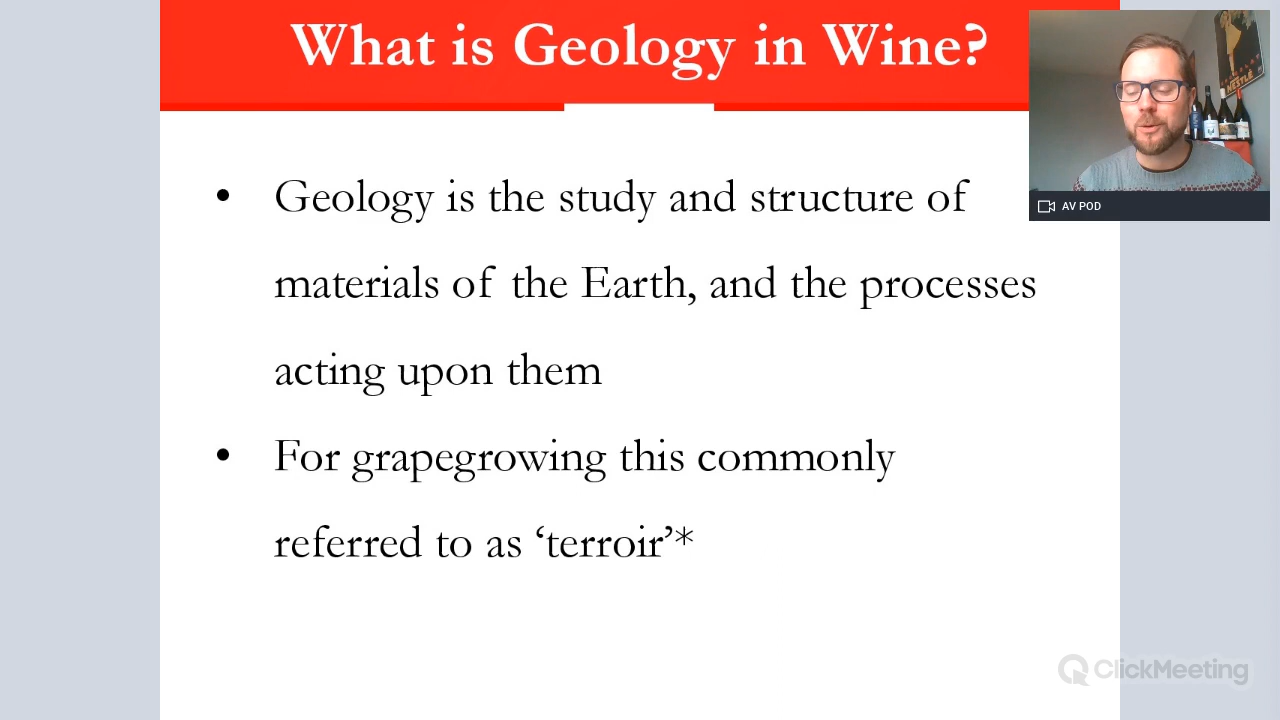 What is Geology in Wine?
• Geology is the study and structure of
materials of the Earth, and the processes
acting upon them
• For grapegrowing this commonly
referred to as ‘terroir’*
NESTLÉ
AV POD
ClickMeeting